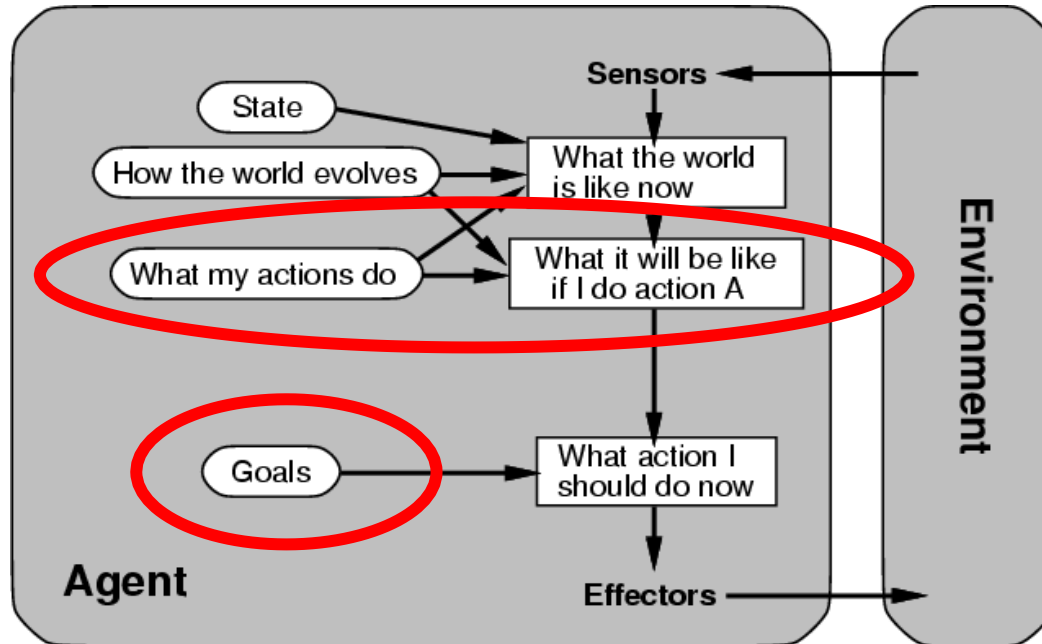 Sensors
State
What the world
is like now
How the world evolves
What my actions do
What it will be like
if I do action A
Environment
Goals
What action I
should do now
Agent
Effectors